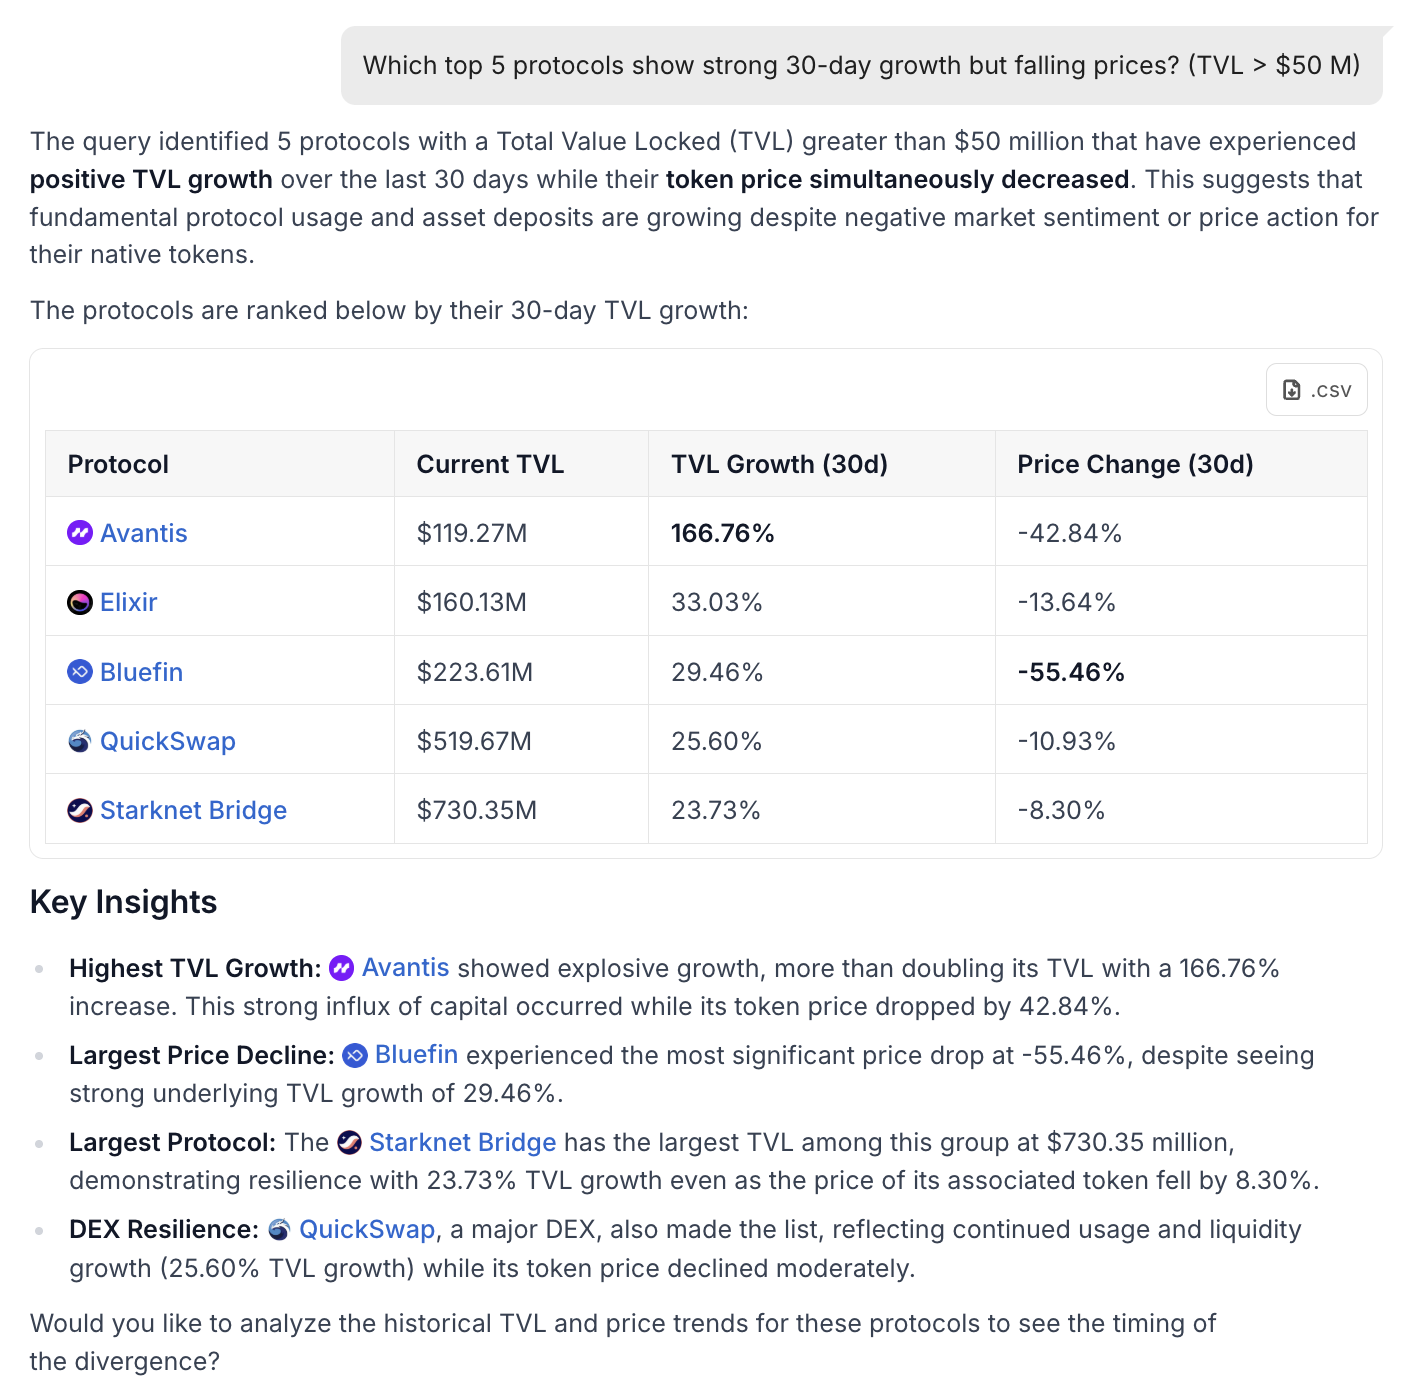 Which top 5 protocols show strong 30-day growth but falling prices? (TVL > $50 M)
The query identified 5 protocols with a Total Value Locked (TVL) greater than $50 million that have experienced
positive TVL growth over the last 30 days while their token price simultaneously decreased. This suggests that
fundamental protocol usage and asset deposits are growing despite negative market sentiment or price action for
their native tokens.
The protocols are ranked below by their 30-day TVL growth:
.csv
Protocol Current TVL TVL Growth (30d) Price Change (30d)
Avantis $119.27M 166.76% -42.84%
Elixir $160.13M 33.03% -13.64%
Bluefin $223.61M 29.46% -55.46%
QuickSwap $519.67M 25.60% -10.93%
Starknet Bridge $730.35M 23.73% -8.30%
Key Insights
Highest TVL Growth: Avantis showed explosive growth, more than doubling its TVL with a 166.76%
increase. This strong influx of capital occurred while its token price dropped by 42.84%.
Largest Price Decline: Bluefin experienced the most significant price drop at -55.46%, despite seeing
strong underlying TVL growth of 29.46%.
Largest Protocol: The Starknet Bridge has the largest TVL among this group at $730.35 million,
demonstrating resilience with 23.73% TVL growth even as the price of its associated token fell by 8.30%.
DEX Resilience: QuickSwap, a major DEX, also made the list, reflecting continued usage and liquidity
growth (25.60% TVL growth) while its token price declined moderately.
Would you like to analyze the historical TVL and price trends for these protocols to see the timing of
the divergence?